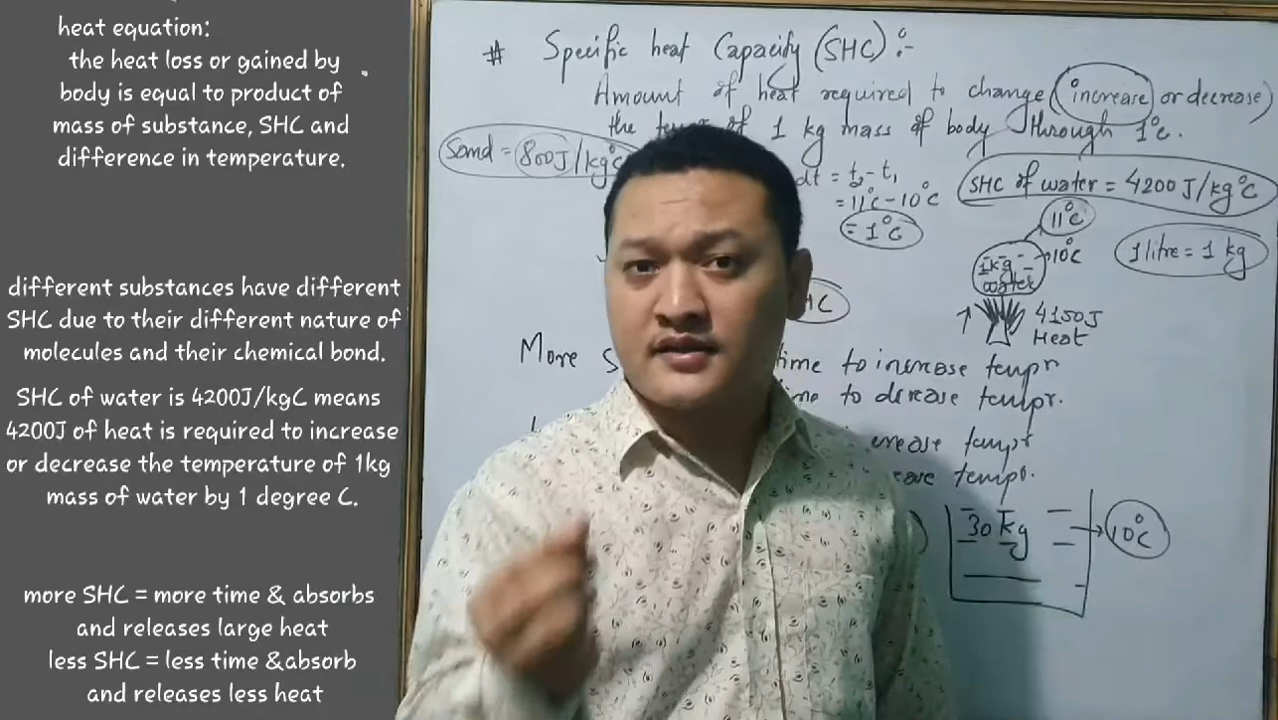 heat equation:
the heat loss or gained by
body is equal to product of
mass of substance, SHC and
difference in temperature.
different substances have different
SHC due to their different nature of
molecules and their chemical bond.
SHC of water is 4200J/kgC means
4200J of heat is required to increase
or decrease the temperature of 1kg
mass of water by 1 degree C.
more SHC = more time & absorbs
and releases large heat
less SHC = less time &absorb
and releases less heat
# Specific heat Capacity (SHC) :-
Amount of heat required to change (increase or decrease)
the of 1 kg mass of body through 1°c.
Sand = 800J/kg°c
dt = t2 - t1
= 11°c - 10°c
= 1°c
SHC of water = 4200 J/kg°C
11°c
10°c
1kg
water
1 litre = 1 kg
4150J
Heat
More time to increase tempr
to decrease tempr.
tempr
tempr.
30 kg
10°c